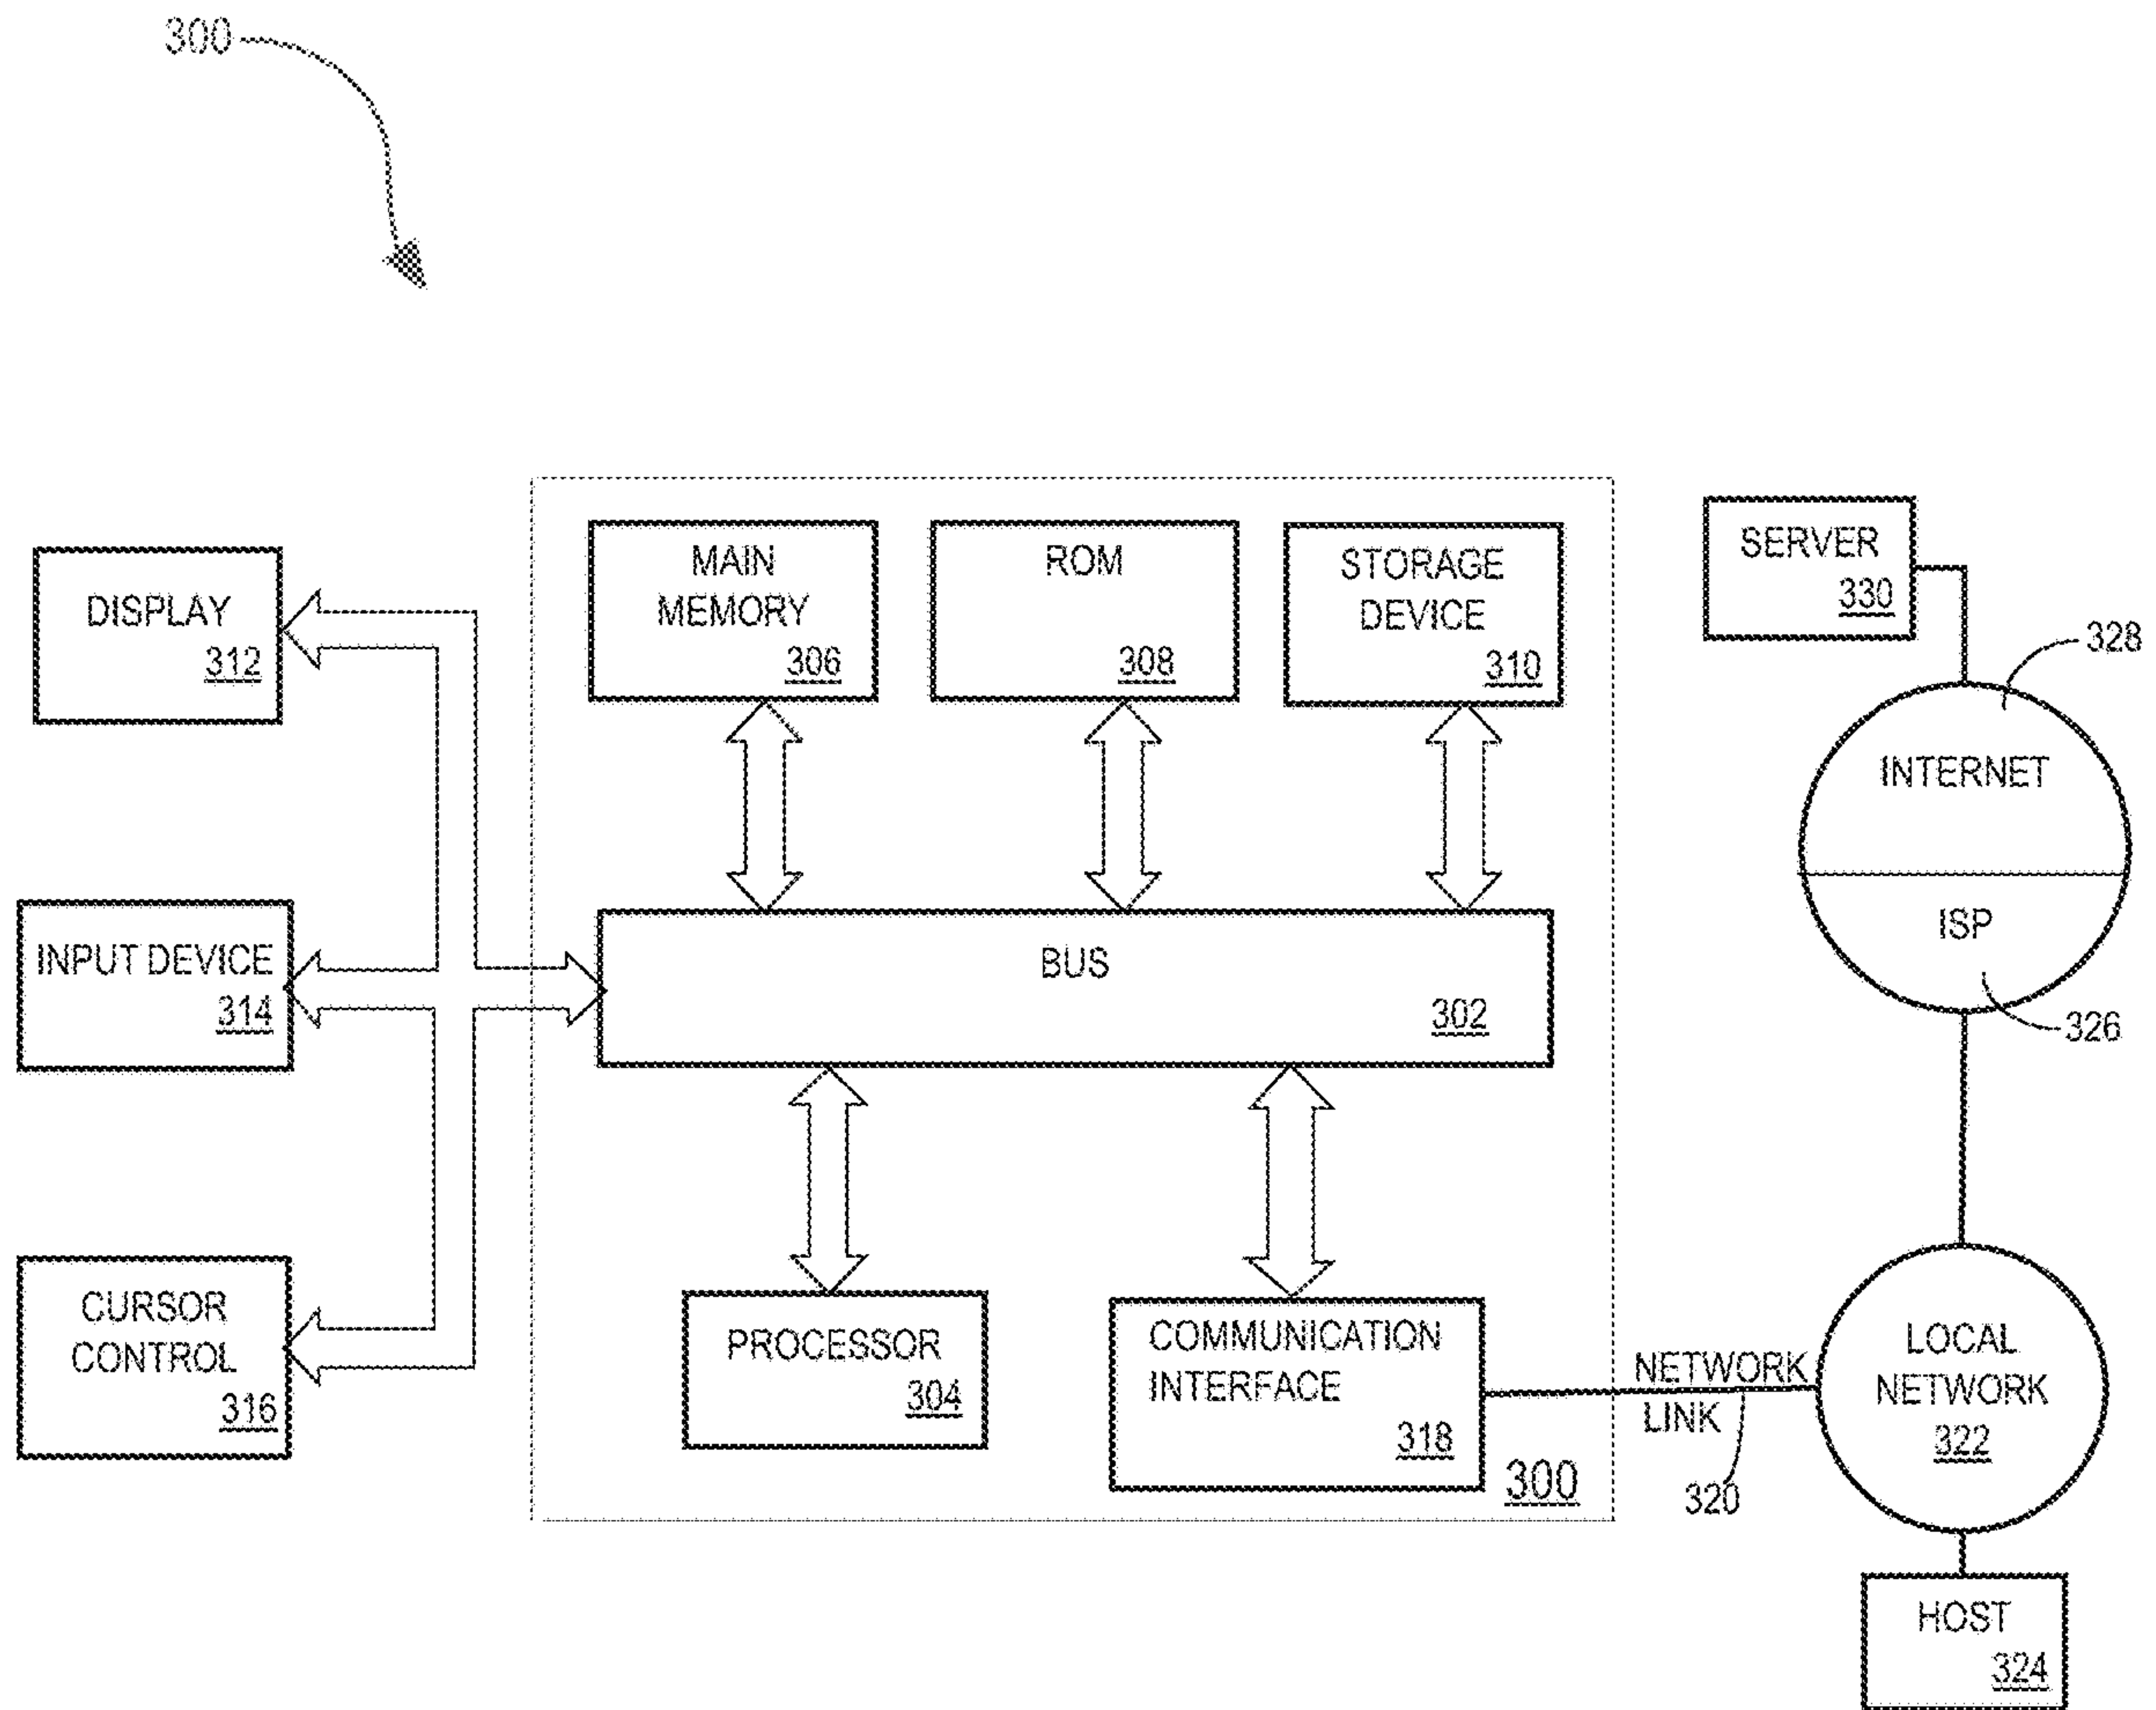 300
DISPLAY
312
INPUT DEVICE
314
CURSOR
CONTROL
316
MAIN
MEMORY
306
ROM
308
STORAGE
DEVICE
310
BUS
302
PROCESSOR
304
COMMUNICATION
INTERFACE
318
300
SERVER
330
328
INTERNET
ISP
326
NETWORK
LINK
320
LOCAL
NETWORK
322
HOST
324